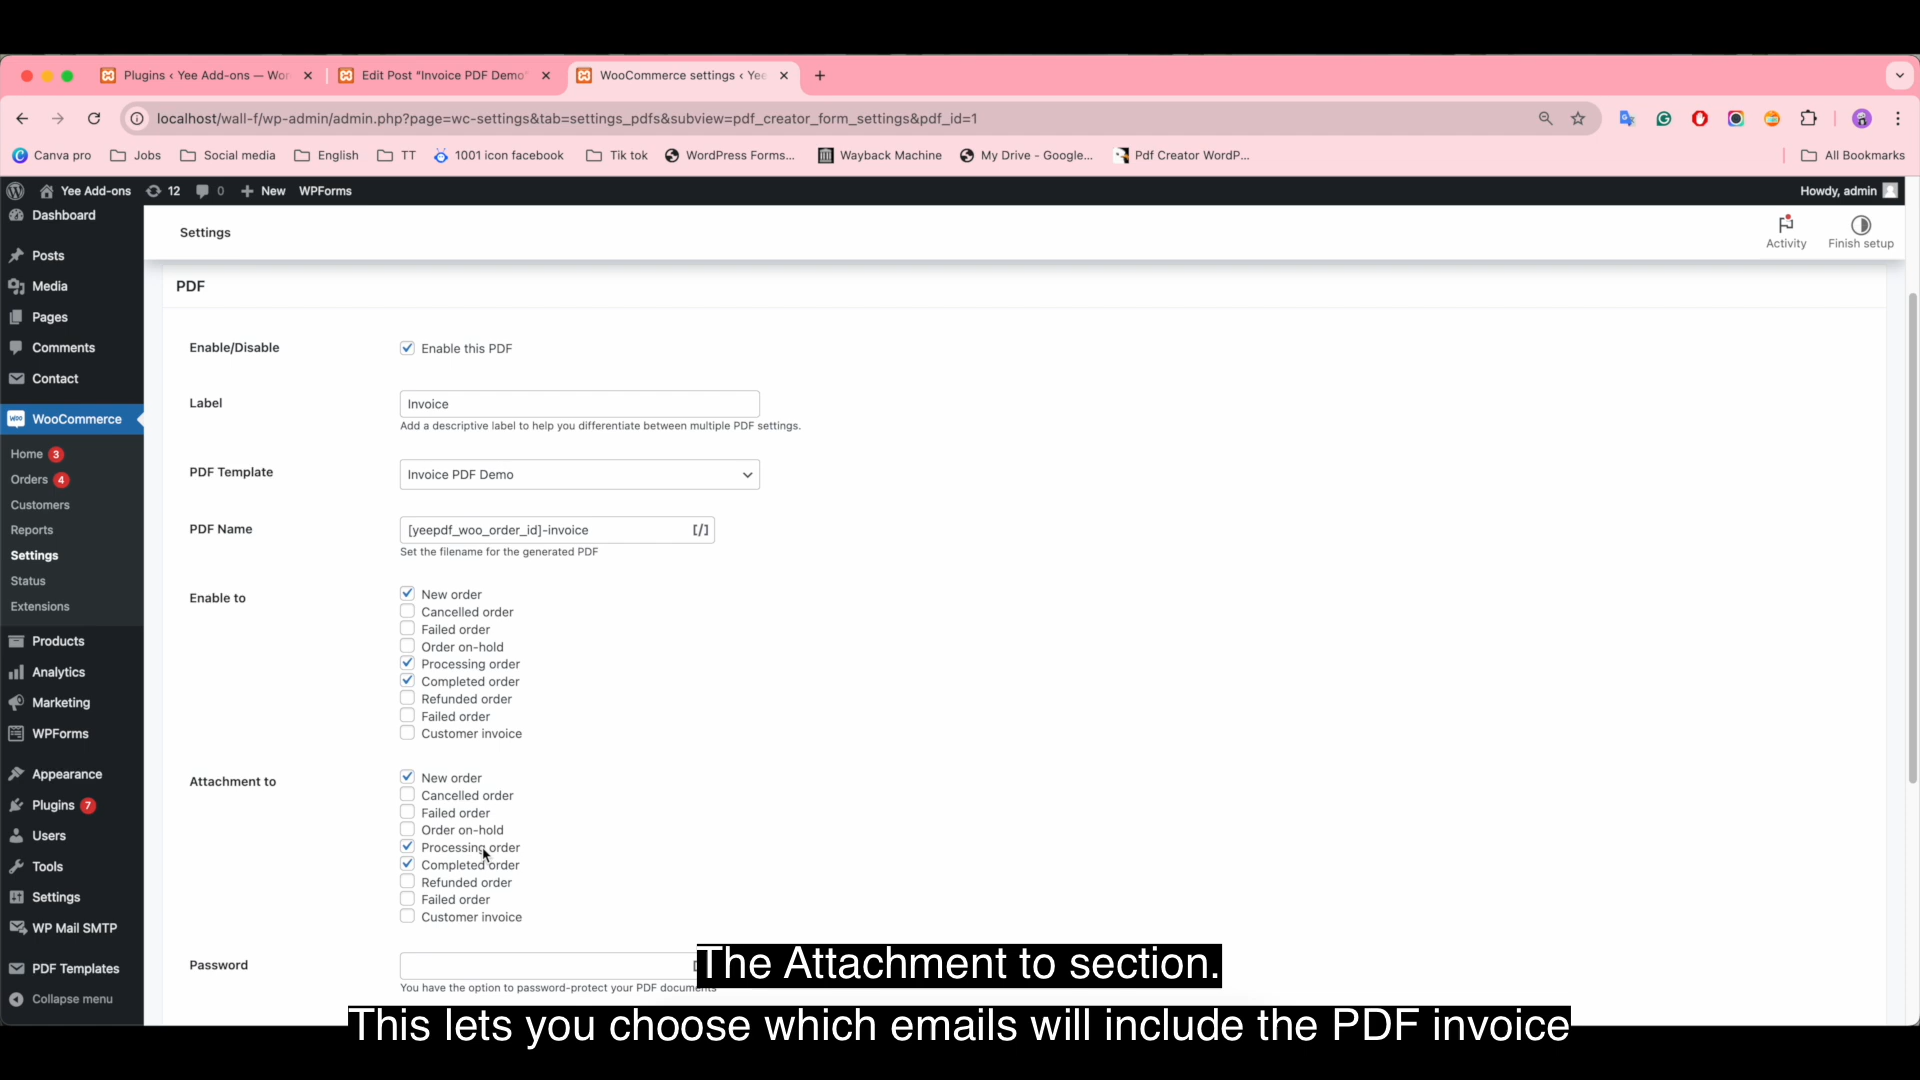 Plugins ‹ Yee Add-ons — Wor
Edit Post "Invoice PDF Demo"
WooCommerce settings ‹ Yee
localhost/wall-f/wp-admin/admin.php?page=wc-settings&tab=settings_pdfs&subview=pdf_creator_form_settings&pdf_id=1
Canva pro
Jobs
Social media
English
TT
1001 icon facebook
Tik tok
WordPress Forms...
Wayback Machine
My Drive - Google...
Pdf Creator WordP...
All Bookmarks
Yee Add-ons
12
0
New
WPForms
Howdy, admin
Dashboard
Posts
Media
Pages
Comments
Contact
WooCommerce
Home 3
Orders 4
Customers
Reports
Settings
Status
Extensions
Products
Analytics
Marketing
WPForms
Appearance
Plugins 7
Users
Tools
Settings
WP Mail SMTP
PDF Templates
Collapse menu
Settings
Activity
Finish setup
PDF
Enable/Disable
Enable this PDF
Label
Invoice
Add a descriptive label to help you differentiate between multiple PDF settings.
PDF Template
Invoice PDF Demo
PDF Name
[yeepdf_woo_order_id]-invoice
[/]
Set the filename for the generated PDF
Enable to
New order
Cancelled order
Failed order
Order on-hold
Processing order
Completed order
Refunded order
Failed order
Customer invoice
Attachment to
New order
Cancelled order
Failed order
Order on-hold
Processing order
Completed order
Refunded order
Failed order
Customer invoice
Password
You have the option to password-protect your PDF documents
The Attachment to section.
This lets you choose which emails will include the PDF invoice